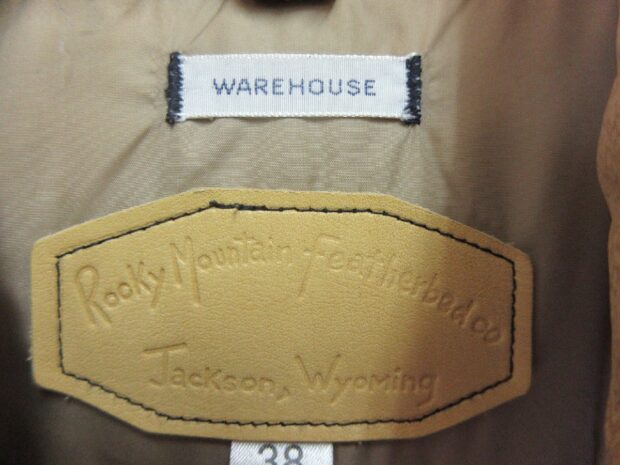 WAREHOUSE
Rocky Mountain Featherbed co
Jackson, Wyoming
38